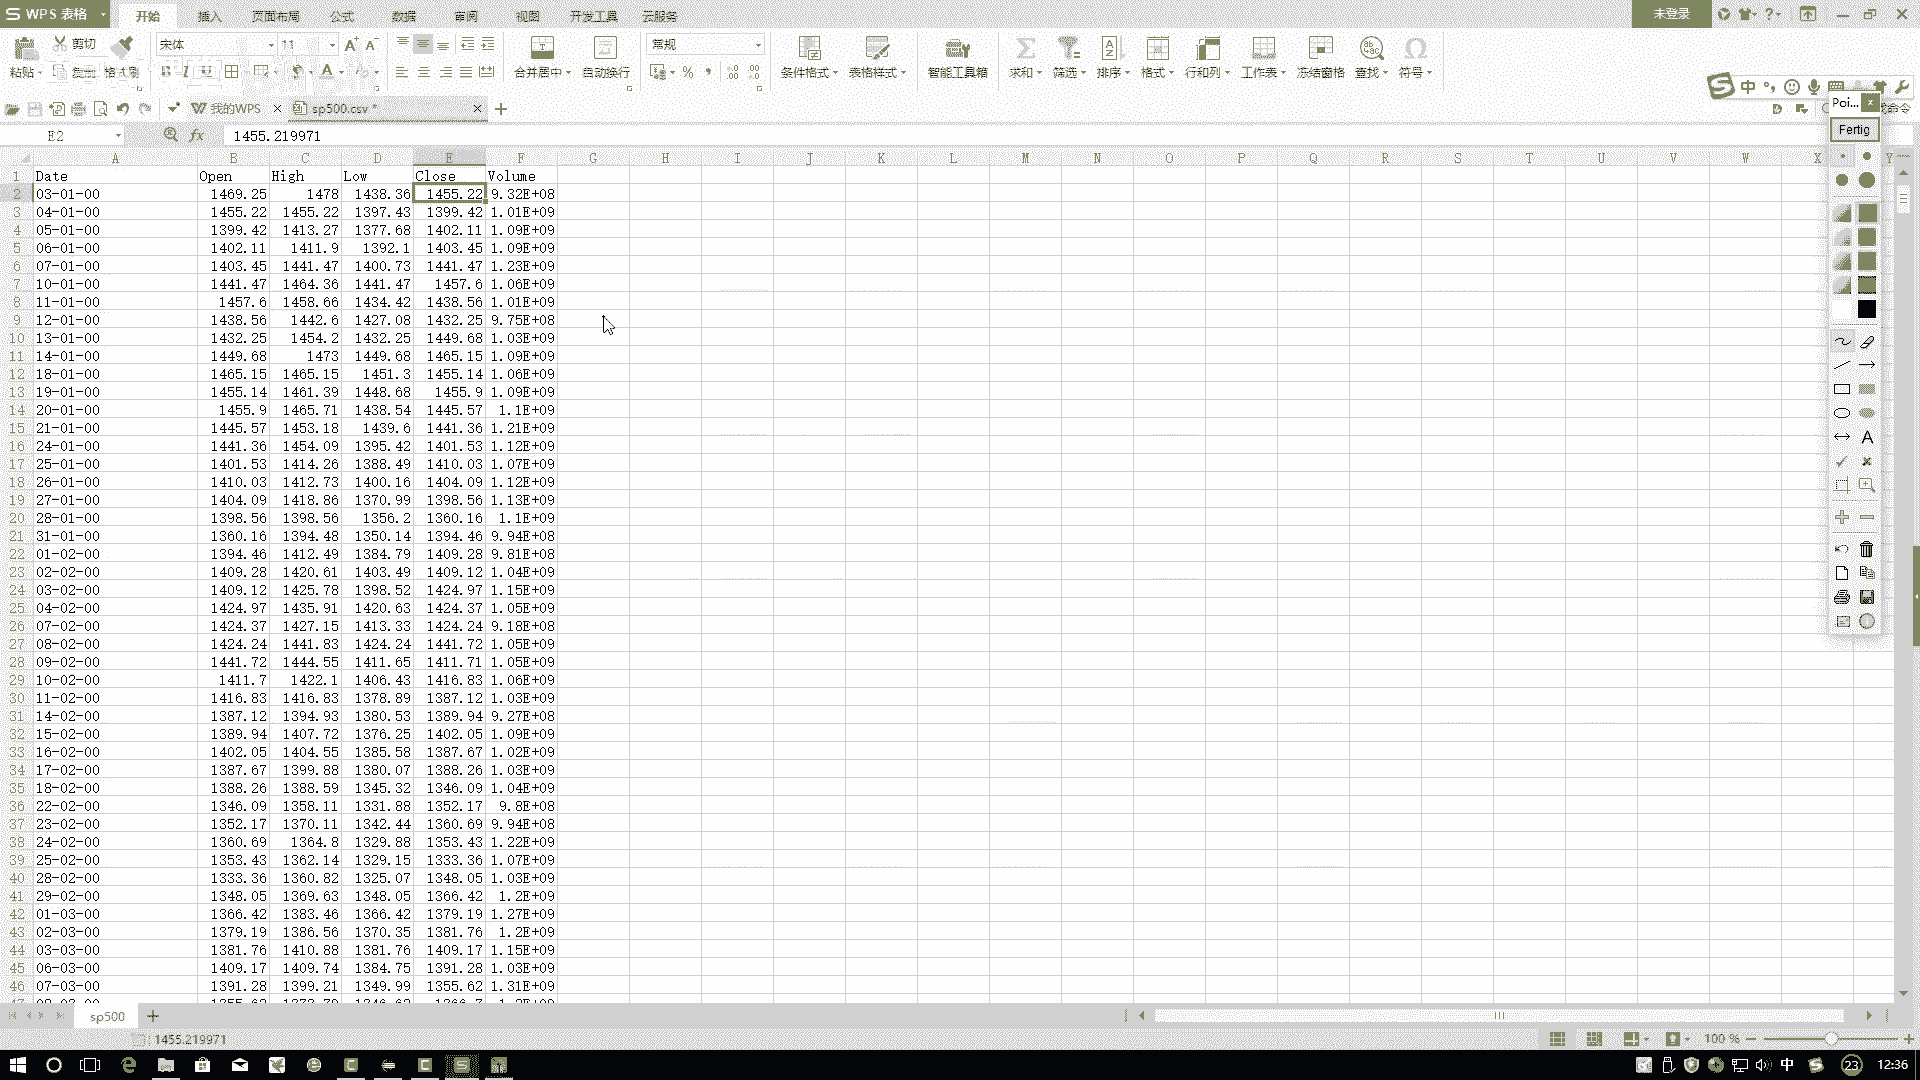 WPS 表格 开始 插入 页面布局 公式 数据 审阅 视图 开发工具 云服务 未登录
剪切 宋体 11 常规
粘贴 复制 格式刷 B I U 合并居中 自动换行 条件格式 表格样式 智能工具箱 求和 筛选 排序 格式 行和列 工作表 冻结窗格 查找 符号
我的WPS sp500.csv *
Poi...
Fertig
E2 fx 1455.219971
A B C D E F G H I J K L M N O P Q R S T U V W X Y
1 Date Open High Low Close Volume
2 03-01-00 1469.25 1478 1438.36 1455.22 9.32E+08
3 04-01-00 1455.22 1455.22 1397.43 1399.42 1.01E+09
4 05-01-00 1399.42 1413.27 1377.68 1402.11 1.09E+09
5 06-01-00 1402.11 1411.9 1392.1 1403.45 1.09E+09
6 07-01-00 1403.45 1441.47 1400.73 1441.47 1.23E+09
7 10-01-00 1441.47 1464.36 1441.47 1457.6 1.06E+09
8 11-01-00 1457.6 1458.66 1434.42 1438.56 1.01E+09
9 12-01-00 1438.56 1442.6 1427.08 1432.25 9.75E+08
10 13-01-00 1432.25 1454.2 1432.25 1449.68 1.03E+09
11 14-01-00 1449.68 1473 1449.68 1465.15 1.09E+09
12 18-01-00 1465.15 1465.15 1451.3 1455.14 1.06E+09
13 19-01-00 1455.14 1461.39 1448.68 1455.9 1.09E+09
14 20-01-00 1455.9 1465.71 1438.54 1445.57 1.1E+09
15 21-01-00 1445.57 1453.18 1439.6 1441.36 1.21E+09
16 24-01-00 1441.36 1454.09 1395.42 1401.53 1.12E+09
17 25-01-00 1401.53 1414.26 1388.49 1410.03 1.07E+09
18 26-01-00 1410.03 1412.73 1400.16 1404.09 1.12E+09
19 27-01-00 1404.09 1418.86 1370.99 1398.56 1.13E+09
20 28-01-00 1398.56 1398.56 1356.2 1360.16 1.1E+09
21 31-01-00 1360.16 1394.48 1350.14 1394.46 9.94E+08
22 01-02-00 1394.46 1412.49 1384.79 1409.28 9.81E+08
23 02-02-00 1409.28 1420.61 1403.49 1409.12 1.04E+09
24 03-02-00 1409.12 1425.78 1398.52 1424.97 1.15E+09
25 04-02-00 1424.97 1435.91 1420.63 1424.37 1.05E+09
26 07-02-00 1424.37 1427.15 1413.33 1424.24 9.18E+08
27 08-02-00 1424.24 1441.83 1424.24 1441.72 1.05E+09
28 09-02-00 1441.72 1444.55 1411.65 1411.71 1.05E+09
29 10-02-00 1411.7 1422.1 1406.43 1416.83 1.06E+09
30 11-02-00 1416.83 1416.83 1378.89 1387.12 1.03E+09
31 14-02-00 1387.12 1394.93 1380.53 1389.94 9.27E+08
32 15-02-00 1389.94 1407.72 1376.25 1402.05 1.09E+09
33 16-02-00 1402.05 1404.55 1385.58 1387.67 1.02E+09
34 17-02-00 1387.67 1399.88 1380.07 1388.26 1.03E+09
35 18-02-00 1388.26 1388.59 1345.32 1346.09 1.04E+09
36 22-02-00 1346.09 1358.11 1331.88 1352.17 9.8E+08
37 23-02-00 1352.17 1370.11 1342.44 1360.69 9.94E+08
38 24-02-00 1360.69 1364.8 1329.88 1353.43 1.22E+09
39 25-02-00 1353.43 1362.14 1329.15 1333.36 1.07E+09
40 28-02-00 1333.36 1360.82 1325.07 1348.05 1.03E+09
41 29-02-00 1348.05 1369.63 1348.05 1366.42 1.2E+09
42 01-03-00 1366.42 1383.46 1366.42 1379.19 1.27E+09
43 02-03-00 1379.19 1386.56 1370.35 1381.76 1.2E+09
44 03-03-00 1381.76 1410.88 1381.76 1409.17 1.15E+09
45 06-03-00 1409.17 1409.74 1384.75 1391.28 1.03E+09
46 07-03-00 1391.28 1399.21 1349.99 1355.62 1.31E+09
sp500
1455.219971 100 %
中 23 12:36